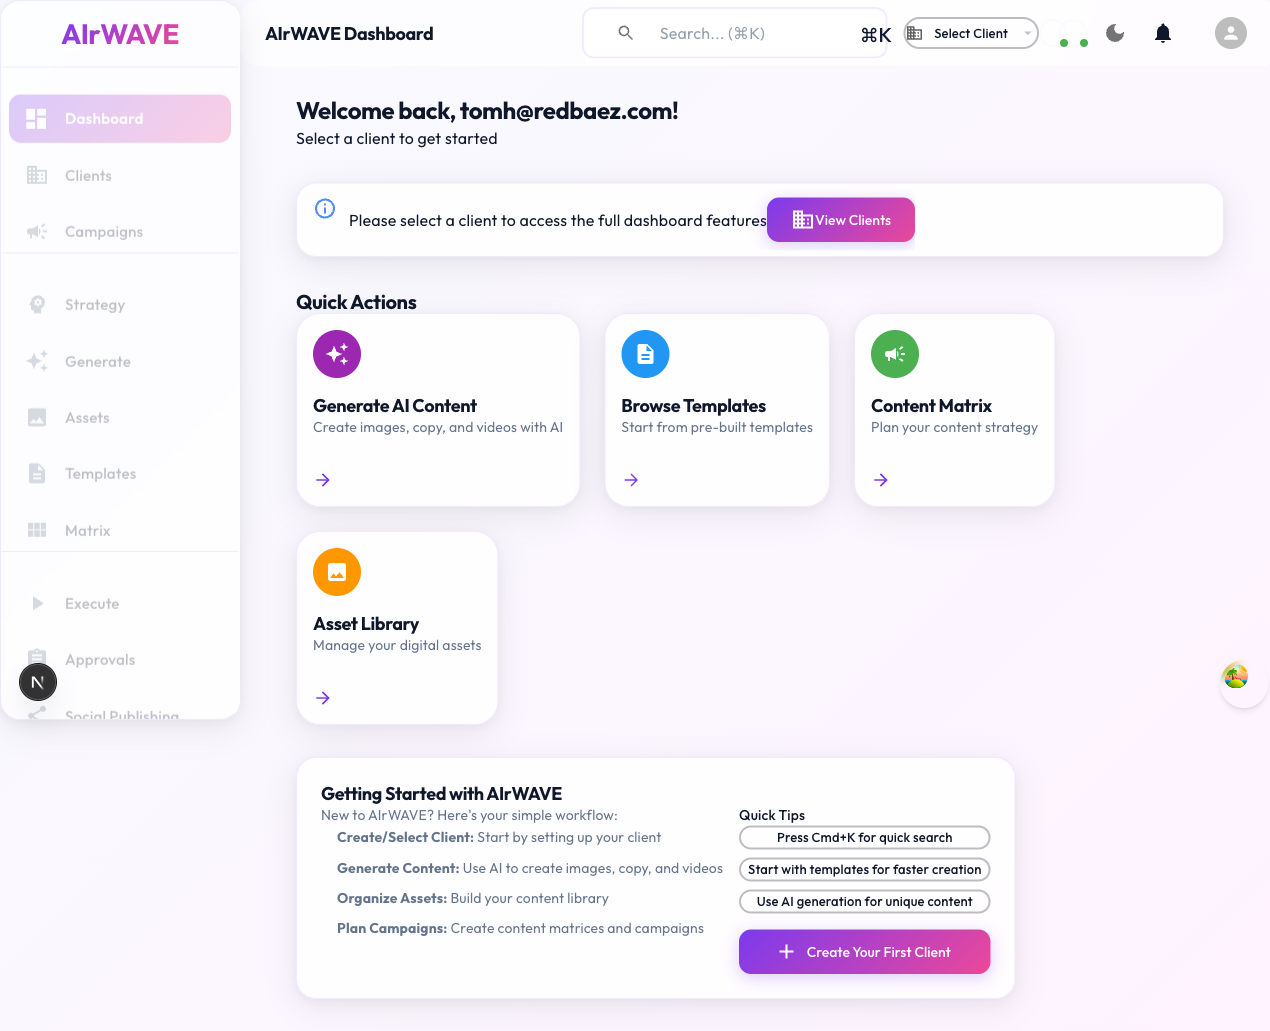 AIrWAVE
AIrWAVE Dashboard
Search... (⌘K)
⌘K
Select Client
Dashboard
Clients
Campaigns
Strategy
Generate
Assets
Templates
Matrix
Execute
Approvals
Social Publishing
N
Welcome back, tomh@redbaez.com!
Select a client to get started
Please select a client to access the full dashboard features
View Clients
Quick Actions
Generate AI Content
Create images, copy, and videos with AI
Browse Templates
Start from pre-built templates
Content Matrix
Plan your content strategy
Asset Library
Manage your digital assets
Getting Started with AIrWAVE
New to AIrWAVE? Here's your simple workflow:
Create/Select Client: Start by setting up your client
Generate Content: Use AI to create images, copy, and videos
Organize Assets: Build your content library
Plan Campaigns: Create content matrices and campaigns
Quick Tips
Press Cmd+K for quick search
Start with templates for faster creation
Use AI generation for unique content
Create Your First Client